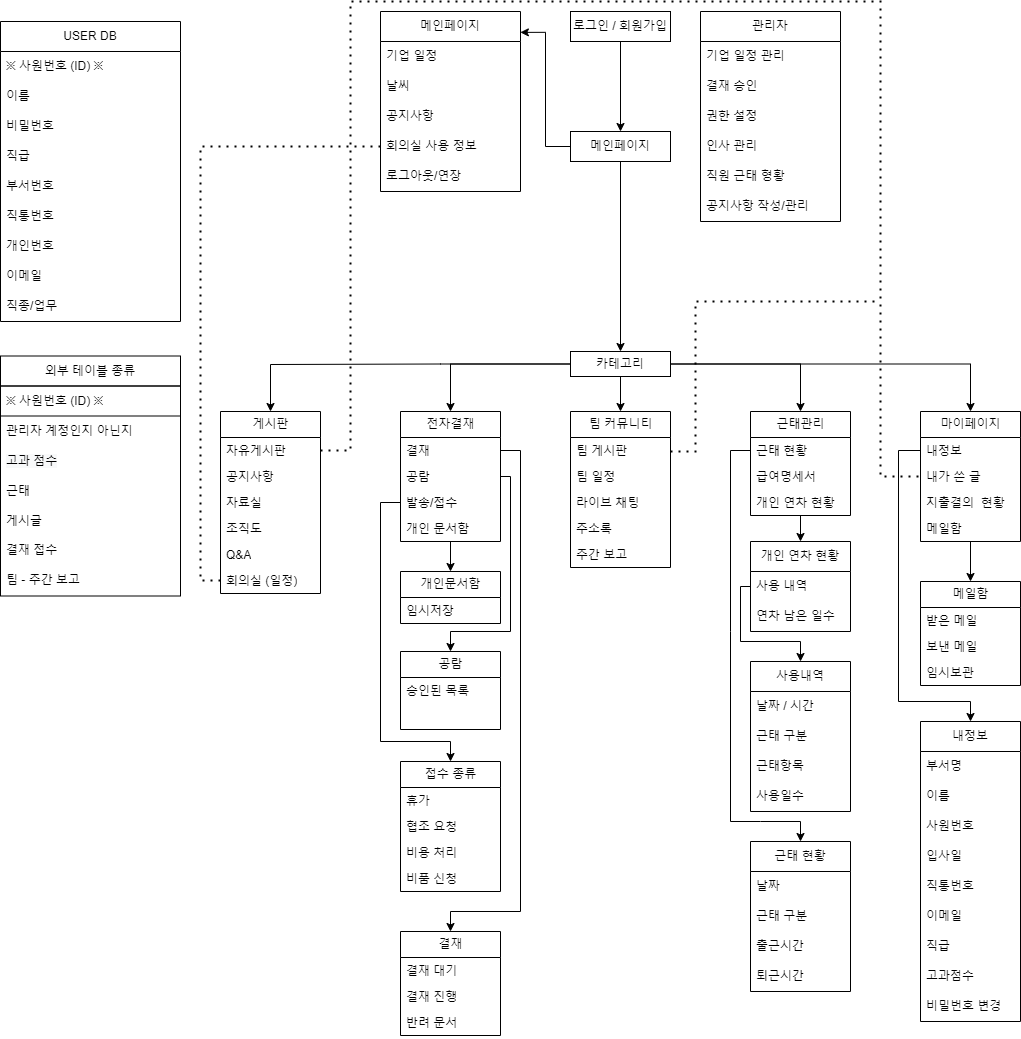 USER DB
※ 사원번호 (ID) ※
이름
비밀번호
직급
부서번호
직통번호
개인번호
이메일
직종/업무
외부 테이블 종류
※ 사원번호 (ID) ※
관리자 계정인지 아닌지
고과 점수
근태
게시글
결재 접수
팀 - 주간 보고
메인페이지
기업 일정
날씨
공지사항
회의실 사용 정보
로그아웃/연장
로그인 / 회원가입
메인페이지
관리자
기업 일정 관리
결재 승인
권한 설정
인사 관리
직원 근태 형황
공지사항 작성/관리
카테고리
게시판
자유게시판
공지사항
자료실
조직도
Q&A
회의실 (일정)
전자결재
결재
공람
발송/접수
개인 문서함
개인문서함
임시저장
공람
승인된 목록
접수 종류
휴가
협조 요청
비용 처리
비품 신청
결재
결재 대기
결재 진행
반려 문서
팀 커뮤니티
팀 게시판
팀 일정
라이브 채팅
주소록
주간 보고
근태관리
근태 현황
급여명세서
개인 연차 현황
개인 연차 현황
사용 내역
연차 남은 일수
사용내역
날짜 / 시간
근태 구분
근태항목
사용일수
근태 현황
날짜
근태 구분
출근시간
퇴근시간
마이페이지
내정보
내가 쓴 글
지출결의 현황
메일함
메일함
받은 메일
보낸 메일
임시보관
내정보
부서명
이름
사원번호
입사일
직통번호
이메일
직급
고과점수
비밀번호 변경